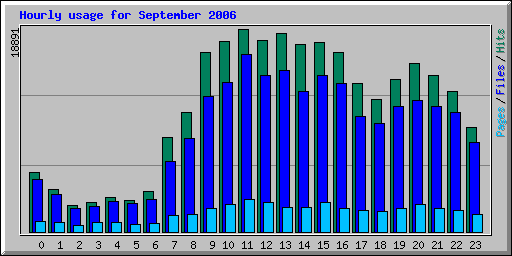 Hourly usage for September 2006
18891
Pages / Files / Hits
0 1 2 3 4 5 6 7 8 9 10 11 12 13 14 15 16 17 18 19 20 21 22 23